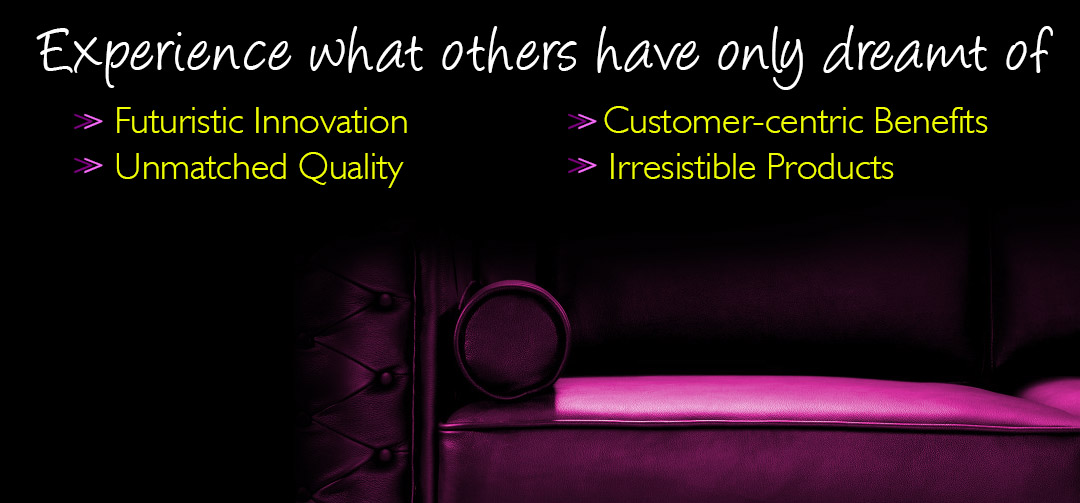 Experience what others have only dreamt of
Futuristic Innovation
Customer-centric Benefits
Unmatched Quality
Irresistible Products